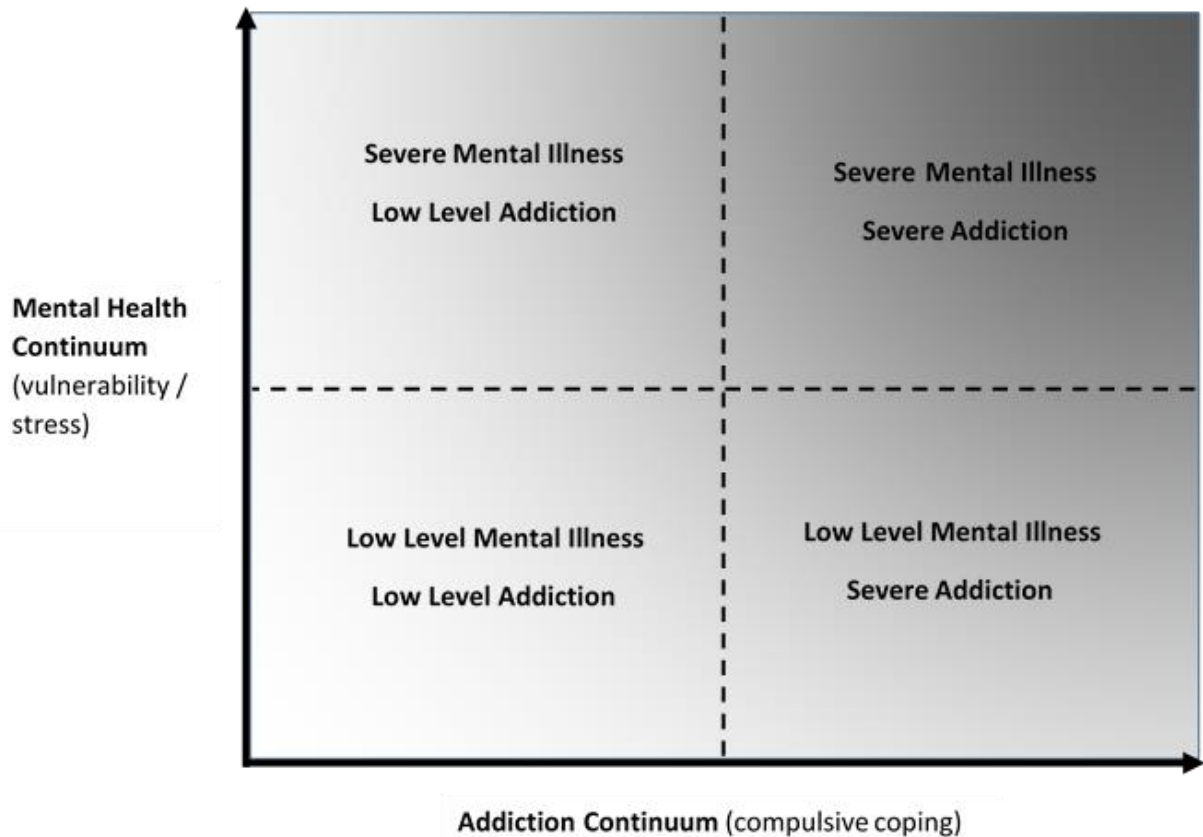 Severe Mental Illness
Low Level Addiction
Severe Mental Illness
Severe Addiction
Mental Health
Continuum
(vulnerability /
stress)
Low Level Mental Illness
Low Level Addiction
Low Level Mental Illness
Severe Addiction
Addiction Continuum (compulsive coping)